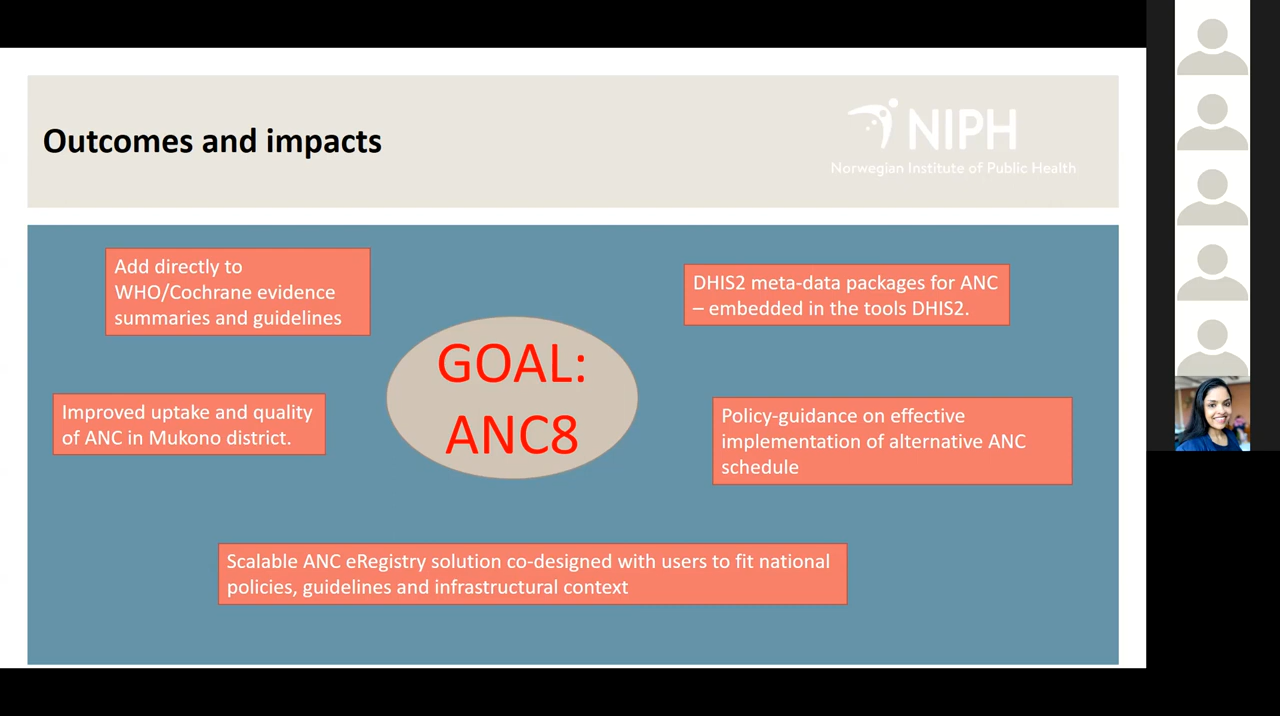 Outcomes and impacts
NIPH
Norwegian Institute of Public Health
Add directly to
WHO/Cochrane evidence
summaries and guidelines
DHIS2 meta-data packages for ANC
– embedded in the tools DHIS2.
GOAL:
ANC8
Improved uptake and quality
of ANC in Mukono district.
Policy-guidance on effective
implementation of alternative ANC
schedule
Scalable ANC eRegistry solution co-designed with users to fit national
policies, guidelines and infrastructural context